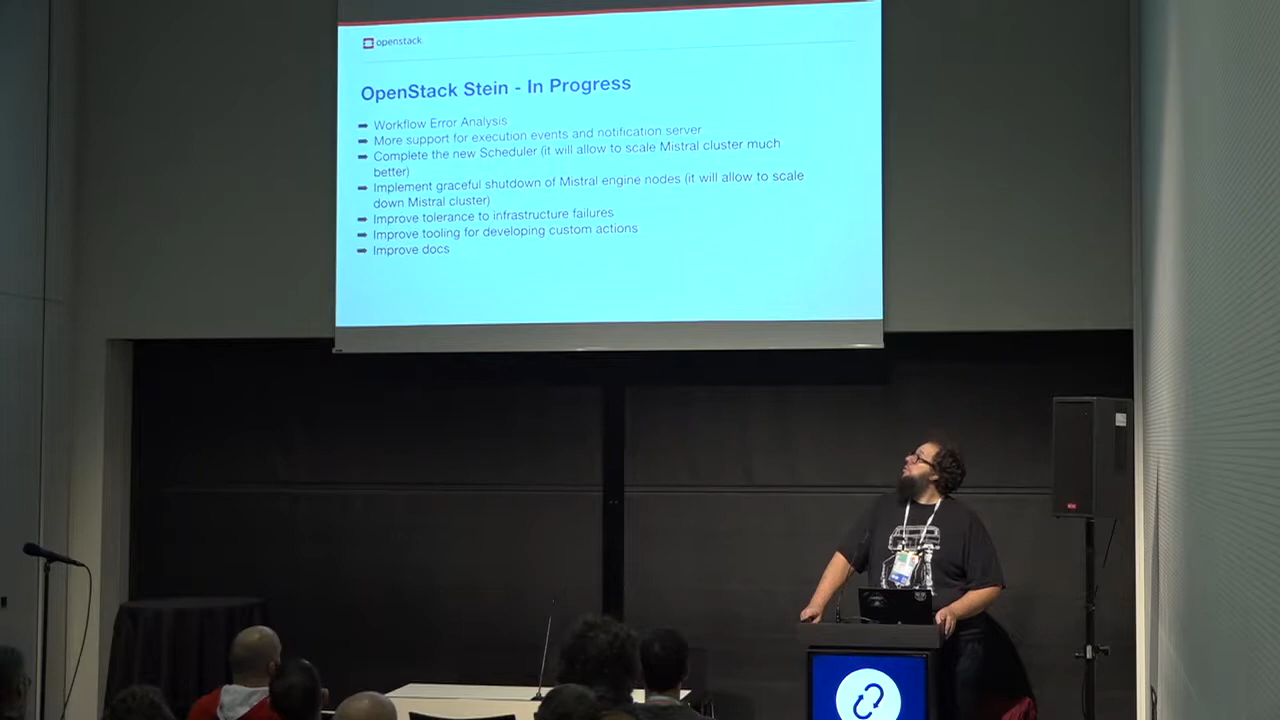 openstack
OpenStack Stein - In Progress
Workflow Error Analysis
More support for execution events and notification server
Complete the new Scheduler (it will allow to scale Mistral cluster much
better)
Implement graceful shutdown of Mistral engine nodes (it will allow to scale
down Mistral cluster)
Improve tolerance to infrastructure failures
Improve tooling for developing custom actions
Improve docs